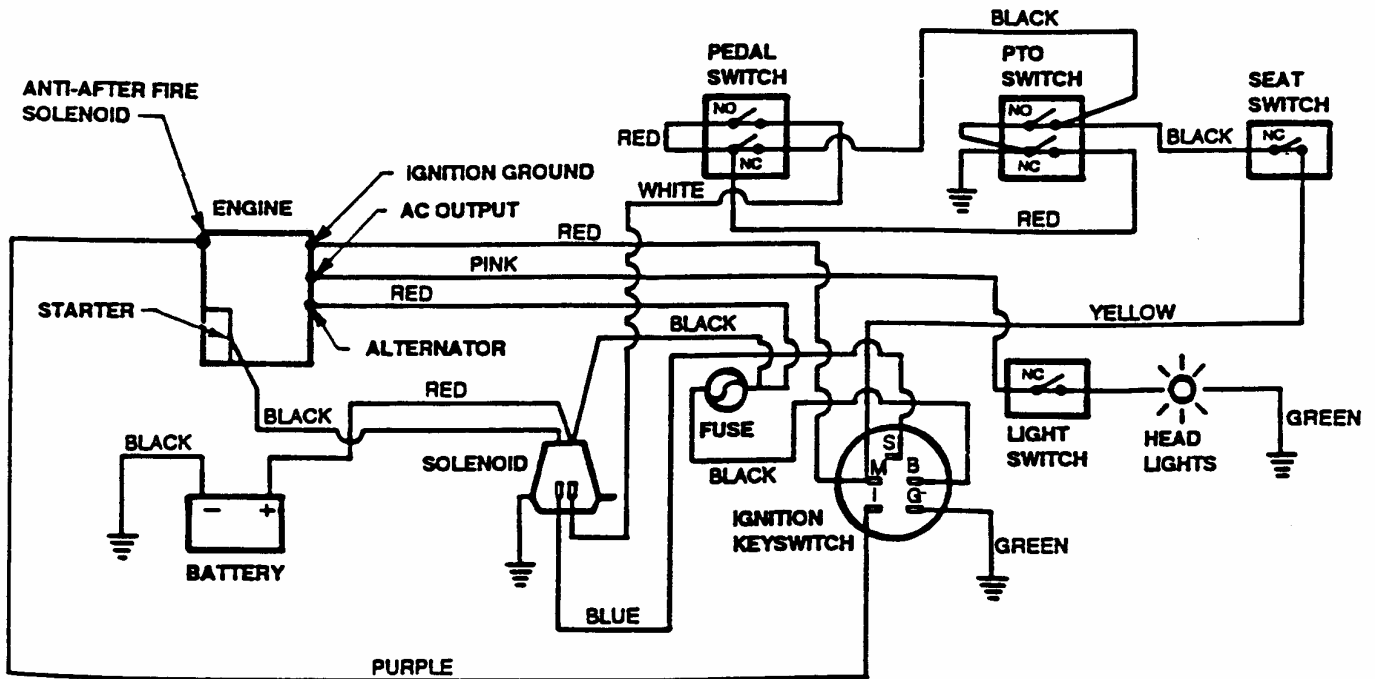 BLACK
PEDAL
SWITCH
PTO
SWITCH
SEAT
SWITCH
ANTI-AFTER FIRE
SOLENOID
NO
NO
RED
NC
NC
BLACK
NC
IGNITION GROUND
WHITE
ENGINE
AC OUTPUT
RED
RED
PINK
RED
STARTER
BLACK
YELLOW
ALTERNATOR
RED
NC
BLACK
FUSE
GREEN
BLACK
BLACK
SOLENOID
LIGHT
SWITCH
HEAD
LIGHTS
BLACK
S
M
B
I
G
- +
IGNITION
KEYSWITCH
GREEN
BATTERY
BLUE
PURPLE